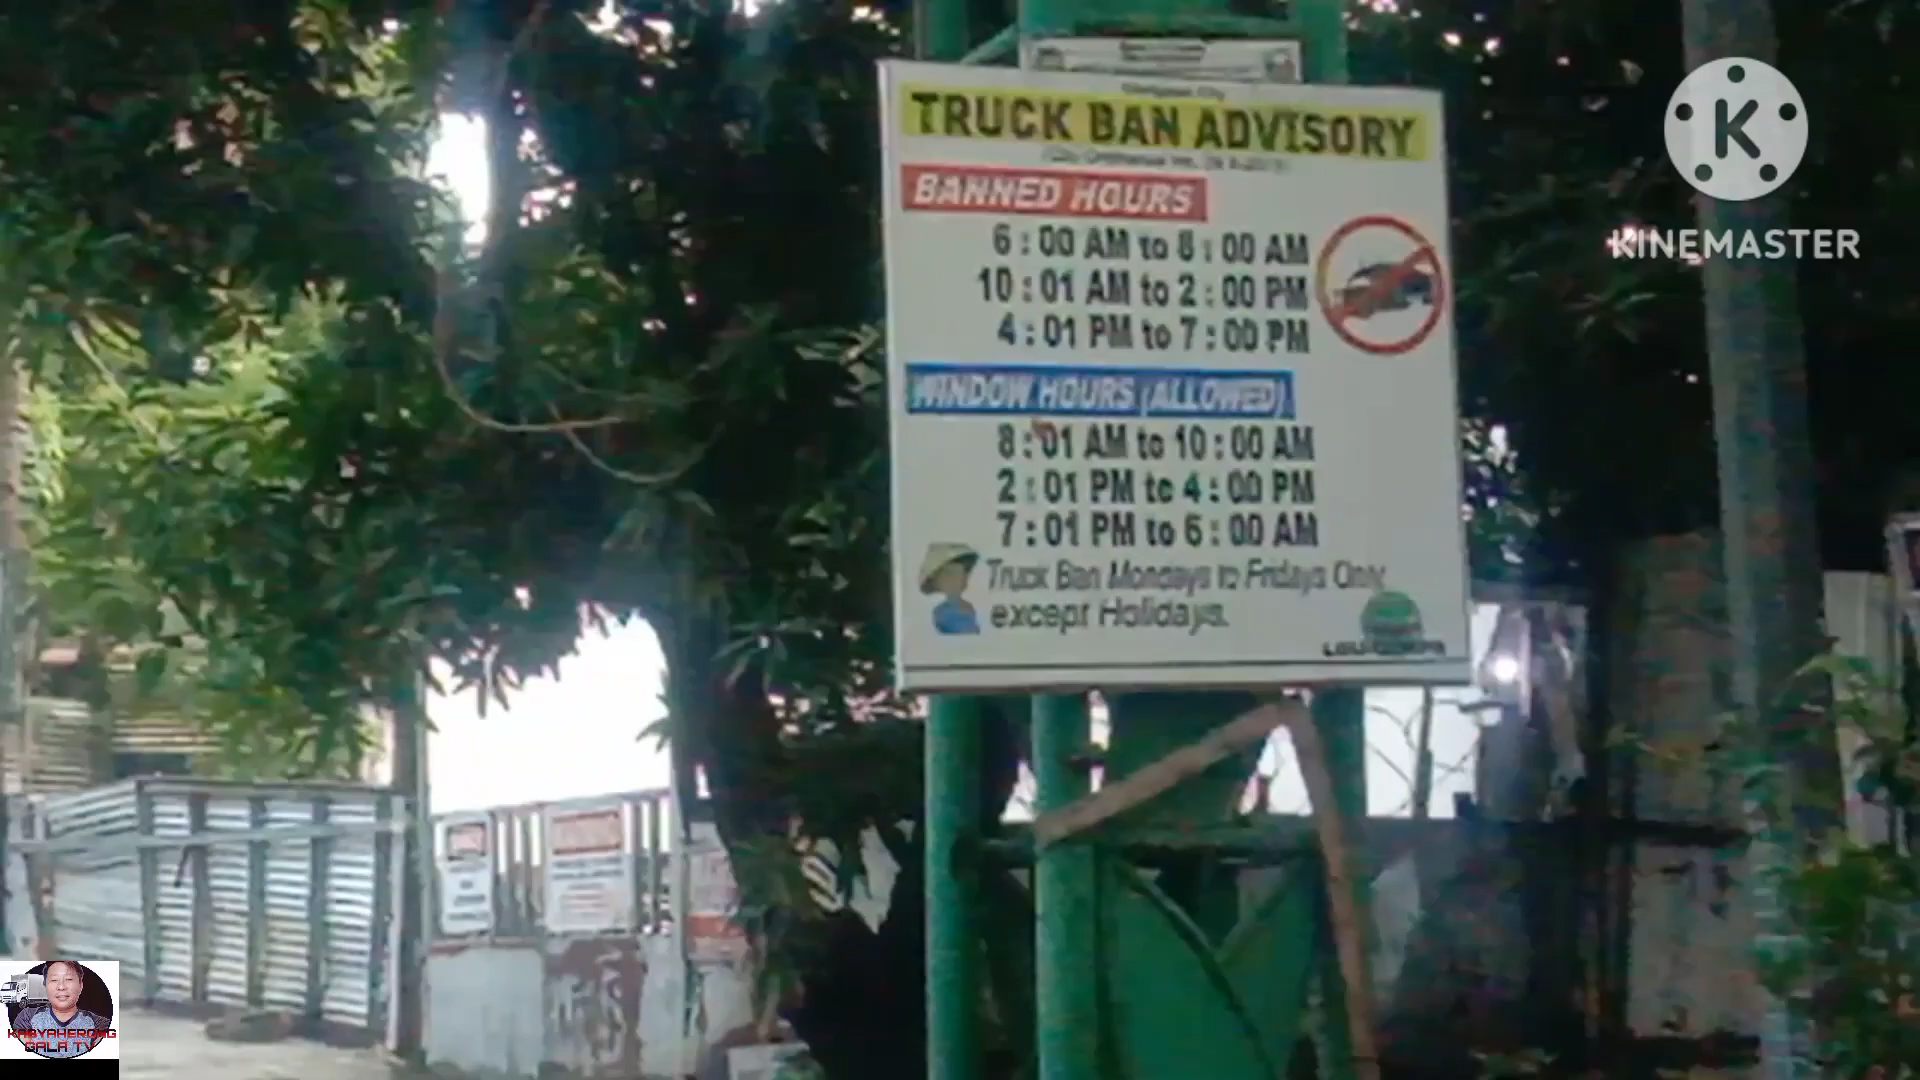 TRUCK BAN ADVISORY
BANNED HOURS
6:00 AM to 8:00 AM
10:01 AM to 2:00 PM
4:01 PM to 7:00 PM
WINDOW HOURS (ALLOWED)
8:01 AM to 10:00 AM
2:01 PM to 4:00 PM
7:01 PM to 6:00 AM
Truck Ban Mondays to Fridays Only
except Holidays.
K
KINEMASTER
KABYAHERONG
GALA TV